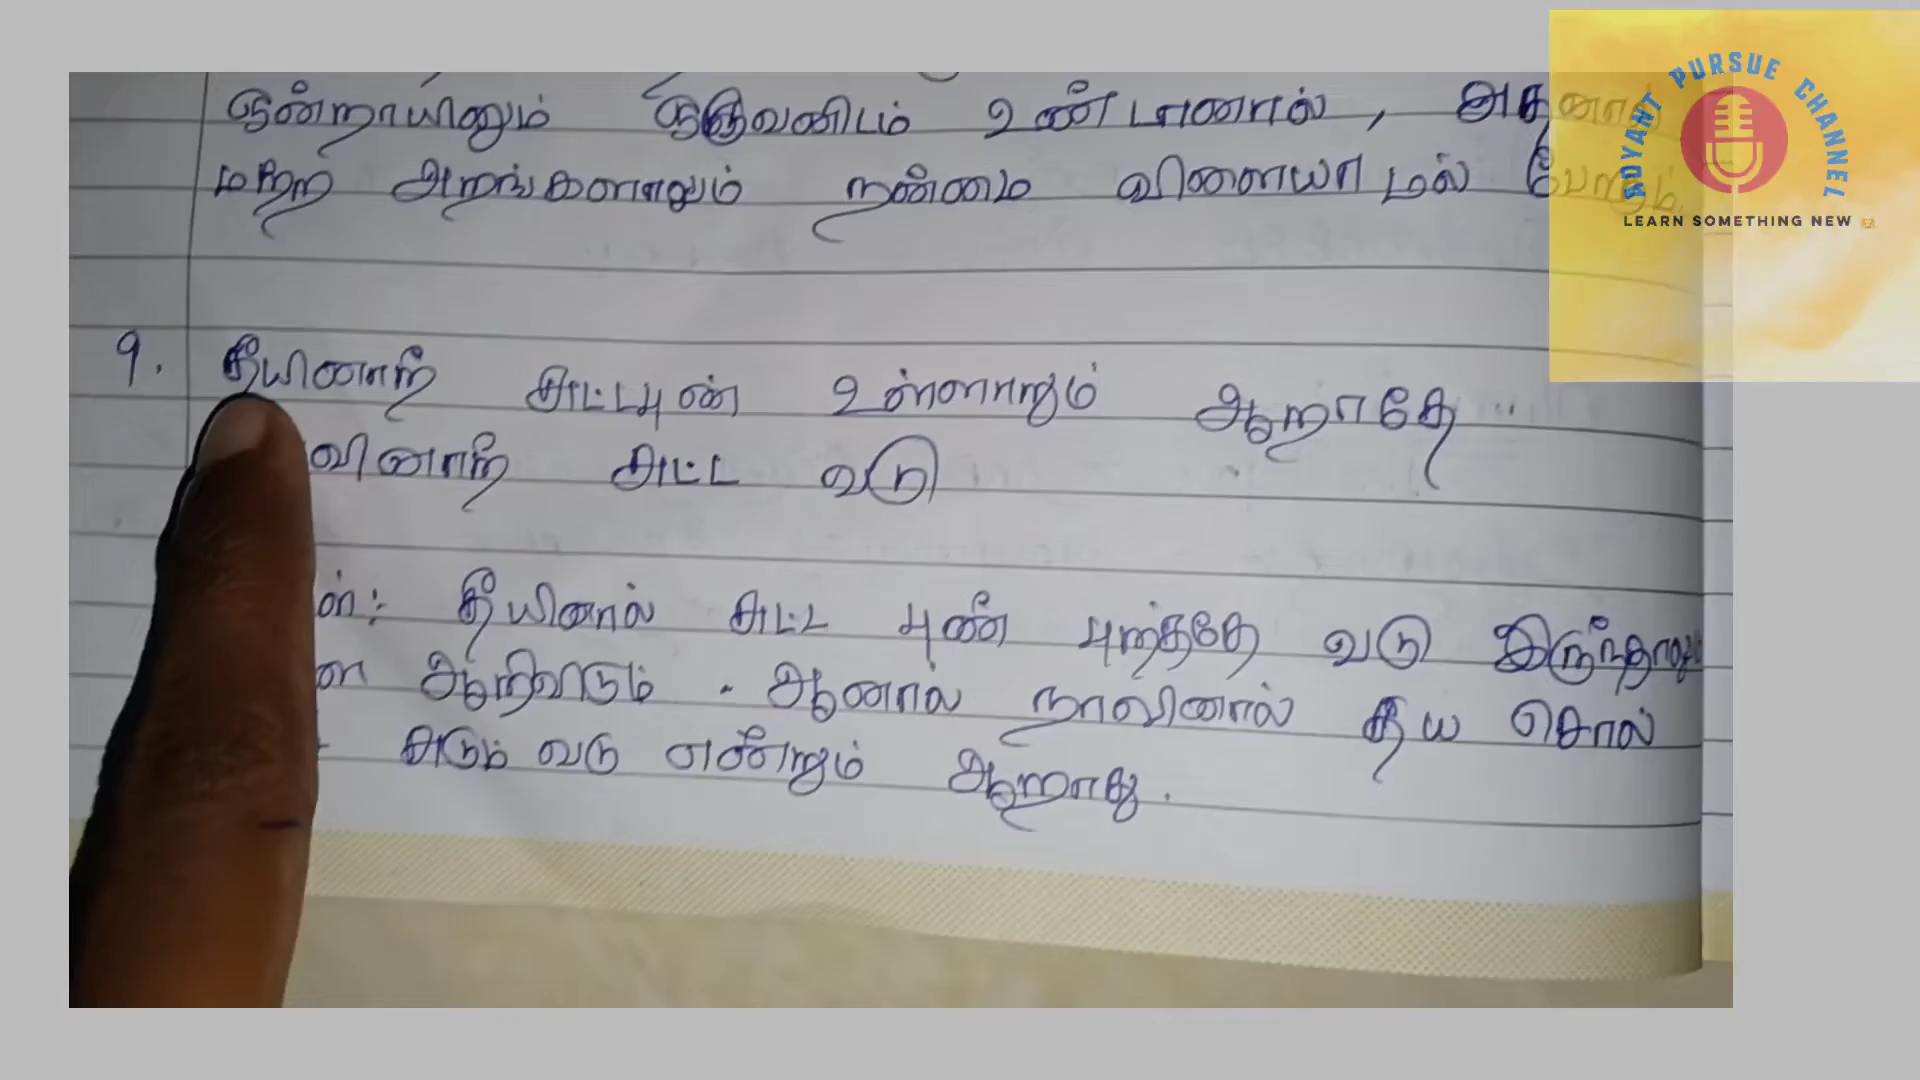 ஒன்றாயினும் ஒருவனிடம் உண்டானால், அதனால்
மற்ற அறங்களாலும் நன்மை விளையாமல் போகும்.
9. தீயினாற் சுட்டபுண் உள்ளாறும் ஆறாதே
வினாற் சுட்ட வடு
ள்: தீயினால் சுட்ட புண் புறத்தே வடு இருந்தாலும்
ளே ஆறிவிடும். ஆனால் நாவினால் தீய சொல்
சுடும் வடு என்றும் ஆறாது.
ADYANT PURSUE CHANNEL
LEARN SOMETHING NEW